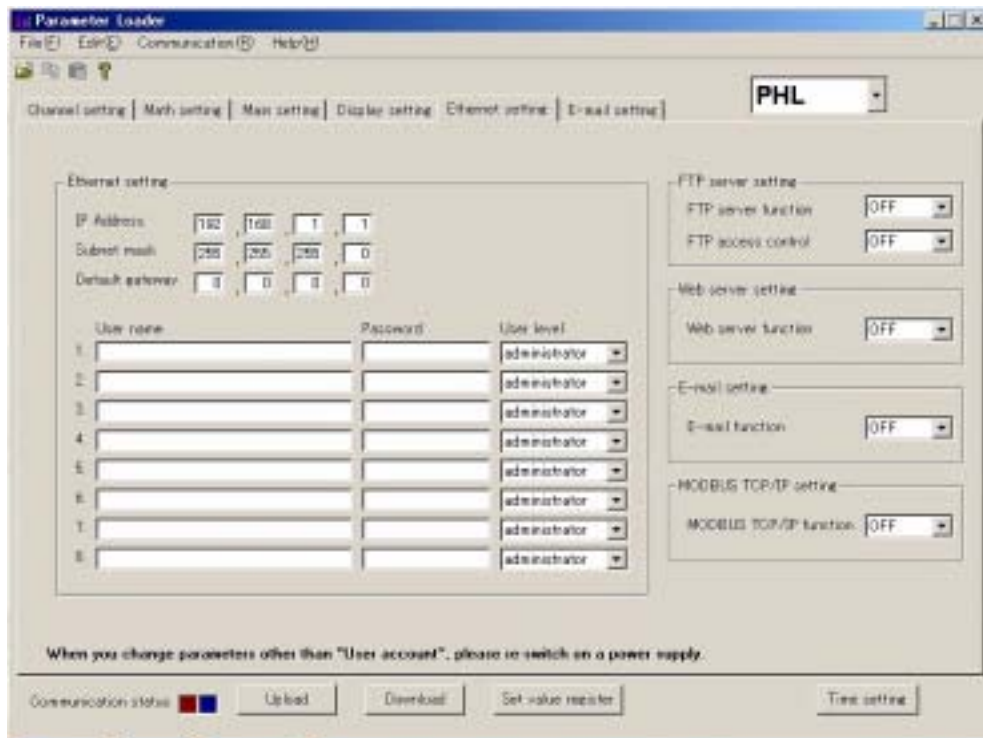 Parameter Loader
File(F) Edit(E) Communication(R) Help(H)
PHL
Channel setting Math setting Main setting Display setting Ethernet setting E-mail setting
Ethernet setting
IP Address 192 . 168 . 1 . 1
Subnet mask 255 . 255 . 255 . 0
Default gateway 0 . 0 . 0 . 0
User name Password User level
1. administrator
2. administrator
3. administrator
4. administrator
5. administrator
6. administrator
7. administrator
8. administrator
FTP server setting
FTP server function OFF
FTP access control OFF
Web server setting
Web server function OFF
E-mail setting
E-mail function OFF
MODBUS TCP/IP setting
MODBUS TCP/IP function OFF
When you change parameters other than "User account", please re-switch on a power supply.
Communication status Upload Download Set value register Time setting